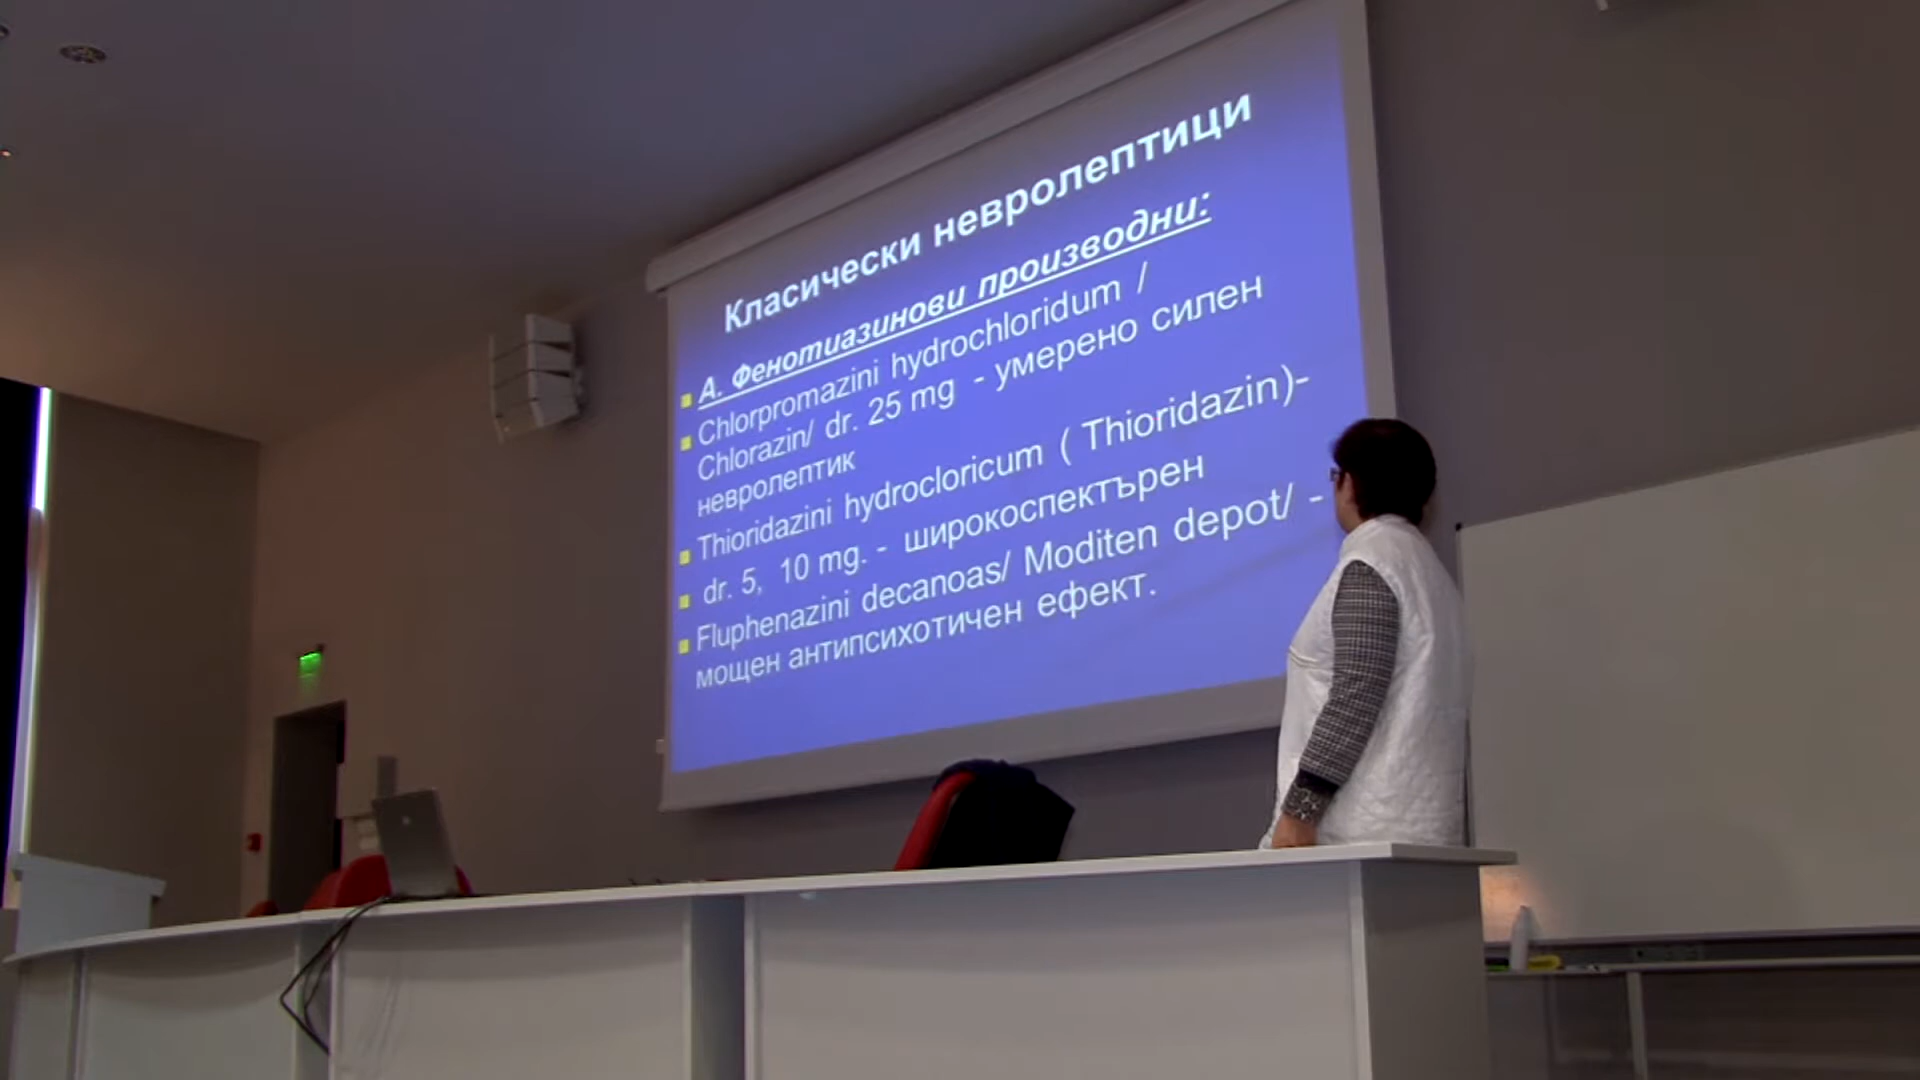 Класически невролептици
А. Фенотиазинови производни:
Chlorpromazini hydrochloridum /
Chlorazin/ dr. 25 mg - умерено силен
невролептик
Thioridazini hydrocloricum ( Thioridazin)-
dr. 5, 10 mg. - широкоспектърен
Fluphenazini decanoas/ Moditen depot/ -
мощен антипсихотичен ефект.